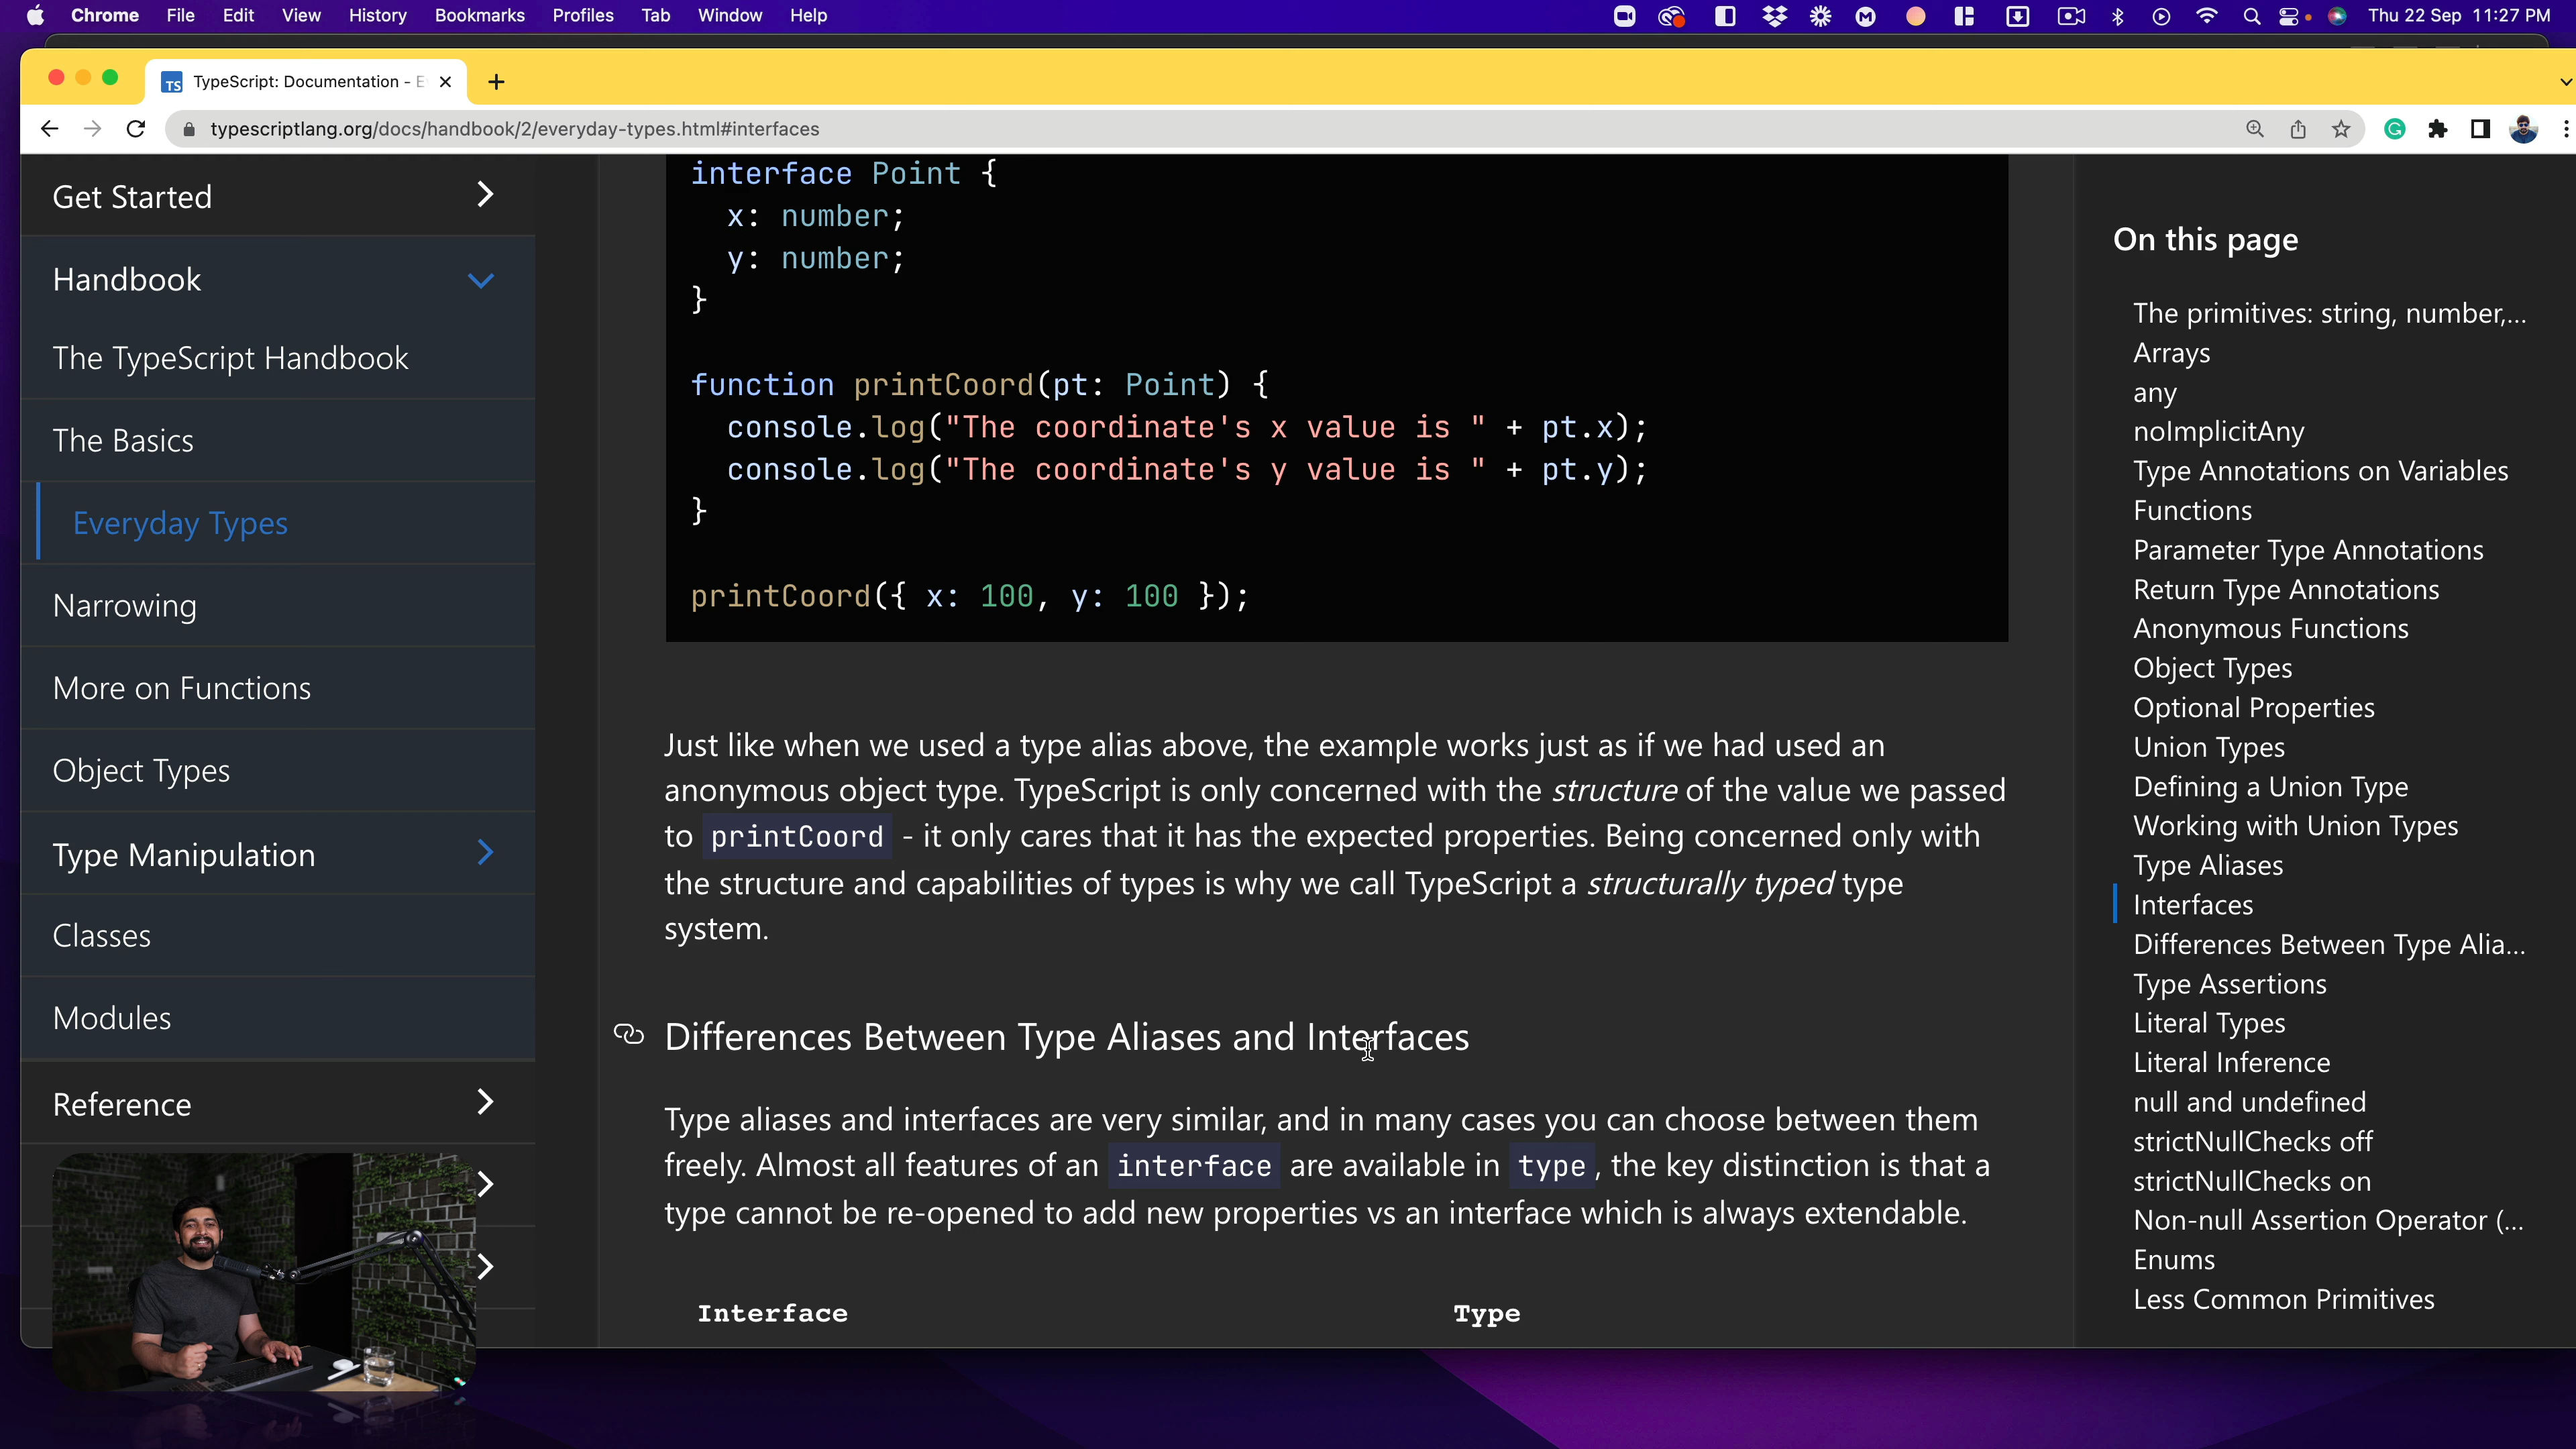 Chrome File Edit View History Bookmarks Profiles Tab Window Help
Thu 22 Sep 11:27 PM
TS TypeScript: Documentation - E
typescriptlang.org/docs/handbook/2/everyday-types.html#interfaces
Get Started
Handbook
The TypeScript Handbook
The Basics
Everyday Types
Narrowing
More on Functions
Object Types
Type Manipulation
Classes
Modules
Reference
interface Point {
x: number;
y: number;
}
function printCoord(pt: Point) {
console.log("The coordinate's x value is " + pt.x);
console.log("The coordinate's y value is " + pt.y);
}
printCoord({ x: 100, y: 100 });
Just like when we used a type alias above, the example works just as if we had used an
anonymous object type. TypeScript is only concerned with the structure of the value we passed
to printCoord - it only cares that it has the expected properties. Being concerned only with
the structure and capabilities of types is why we call TypeScript a structurally typed type
system.
Differences Between Type Aliases and Interfaces
Type aliases and interfaces are very similar, and in many cases you can choose between them
freely. Almost all features of an interface are available in type, the key distinction is that a
type cannot be re-opened to add new properties vs an interface which is always extendable.
Interface Type
On this page
The primitives: string, number,...
Arrays
any
noImplicitAny
Type Annotations on Variables
Functions
Parameter Type Annotations
Return Type Annotations
Anonymous Functions
Object Types
Optional Properties
Union Types
Defining a Union Type
Working with Union Types
Type Aliases
Interfaces
Differences Between Type Alia...
Type Assertions
Literal Types
Literal Inference
null and undefined
strictNullChecks off
strictNullChecks on
Non-null Assertion Operator (...
Enums
Less Common Primitives